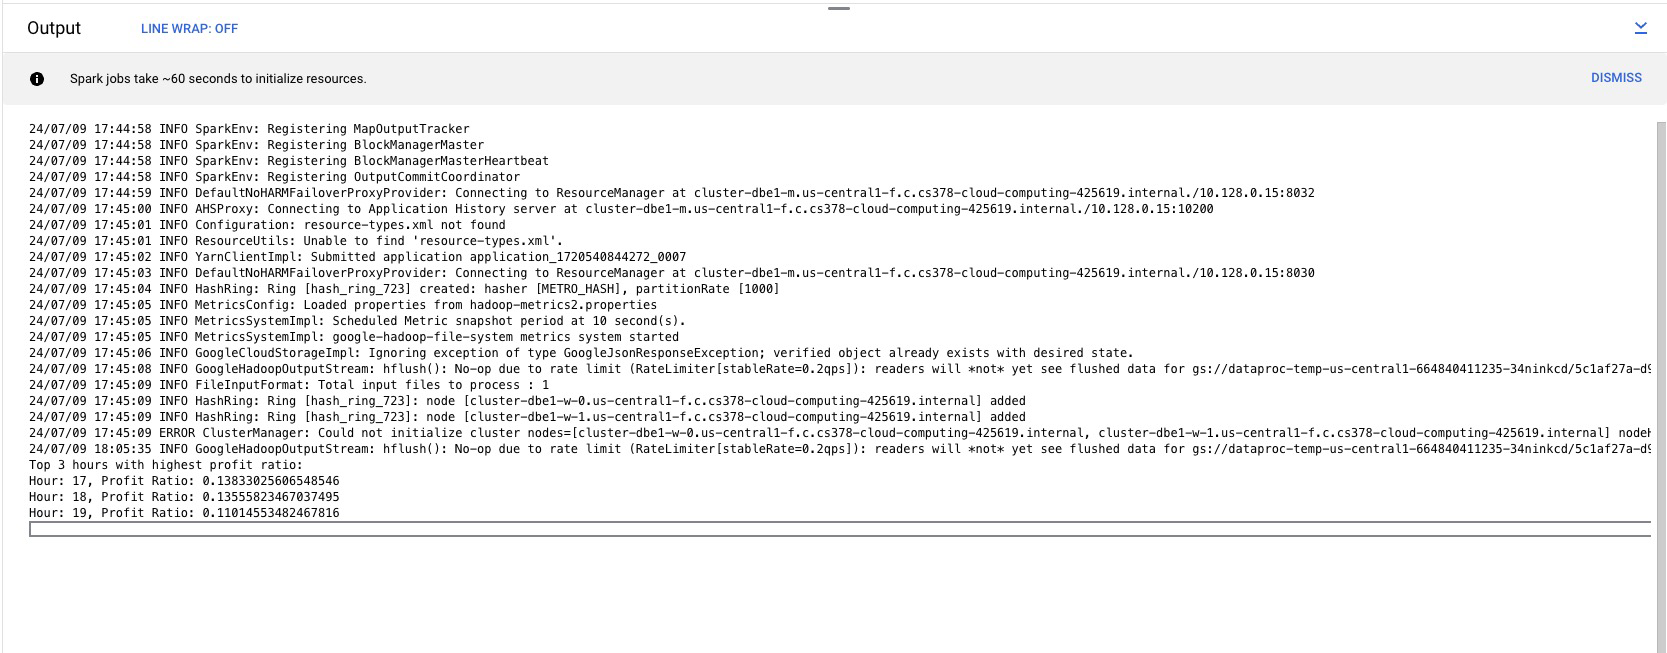 Output LINE WRAP: OFF
Spark jobs take ~60 seconds to initialize resources. DISMISS
24/07/09 17:44:58 INFO SparkEnv: Registering MapOutputTracker
24/07/09 17:44:58 INFO SparkEnv: Registering BlockManagerMaster
24/07/09 17:44:58 INFO SparkEnv: Registering BlockManagerMasterHeartbeat
24/07/09 17:44:58 INFO SparkEnv: Registering OutputCommitCoordinator
24/07/09 17:44:59 INFO DefaultNoHARMFailoverProxyProvider: Connecting to ResourceManager at cluster-dbe1-m.us-central1-f.c.cs378-cloud-computing-425619.internal./10.128.0.15:8032
24/07/09 17:45:00 INFO AHSProxy: Connecting to Application History server at cluster-dbe1-m.us-central1-f.c.cs378-cloud-computing-425619.internal./10.128.0.15:10200
24/07/09 17:45:01 INFO Configuration: resource-types.xml not found
24/07/09 17:45:01 INFO ResourceUtils: Unable to find 'resource-types.xml'.
24/07/09 17:45:02 INFO YarnClientImpl: Submitted application application_1720540844272_0007
24/07/09 17:45:03 INFO DefaultNoHARMFailoverProxyProvider: Connecting to ResourceManager at cluster-dbe1-m.us-central1-f.c.cs378-cloud-computing-425619.internal./10.128.0.15:8030
24/07/09 17:45:04 INFO HashRing: Ring [hash_ring_723] created: hasher [METRO_HASH], partitionRate [1000]
24/07/09 17:45:05 INFO MetricsConfig: Loaded properties from hadoop-metrics2.properties
24/07/09 17:45:05 INFO MetricsSystemImpl: Scheduled Metric snapshot period at 10 second(s).
24/07/09 17:45:05 INFO MetricsSystemImpl: google-hadoop-file-system metrics system started
24/07/09 17:45:06 INFO GoogleCloudStorageImpl: Ignoring exception of type GoogleJsonResponseException; verified object already exists with desired state.
24/07/09 17:45:08 INFO GoogleHadoopOutputStream: hflush(): No-op due to rate limit (RateLimiter[stableRate=0.2qps]): readers will *not* yet see flushed data for gs://dataproc-temp-us-central1-664840411235-34ninkcd/5c1af27a-d9
24/07/09 17:45:09 INFO FileInputFormat: Total input files to process : 1
24/07/09 17:45:09 INFO HashRing: Ring [hash_ring_723]: node [cluster-dbe1-w-0.us-central1-f.c.cs378-cloud-computing-425619.internal] added
24/07/09 17:45:09 INFO HashRing: Ring [hash_ring_723]: node [cluster-dbe1-w-1.us-central1-f.c.cs378-cloud-computing-425619.internal] added
24/07/09 17:45:09 ERROR ClusterManager: Could not initialize cluster nodes=[cluster-dbe1-w-0.us-central1-f.c.cs378-cloud-computing-425619.internal, cluster-dbe1-w-1.us-central1-f.c.cs378-cloud-computing-425619.internal]
24/07/09 18:05:35 INFO GoogleHadoopOutputStream: hflush(): No-op due to rate limit (RateLimiter[stableRate=0.2qps]): readers will *not* yet see flushed data for gs://dataproc-temp-us-central1-664840411235-34ninkcd/5c1af27a-d9
Top 3 hours with highest profit ratio:
Hour: 17, Profit Ratio: 0.13833025606548546
Hour: 18, Profit Ratio: 0.13555823467037495
Hour: 19, Profit Ratio: 0.11014553482467816